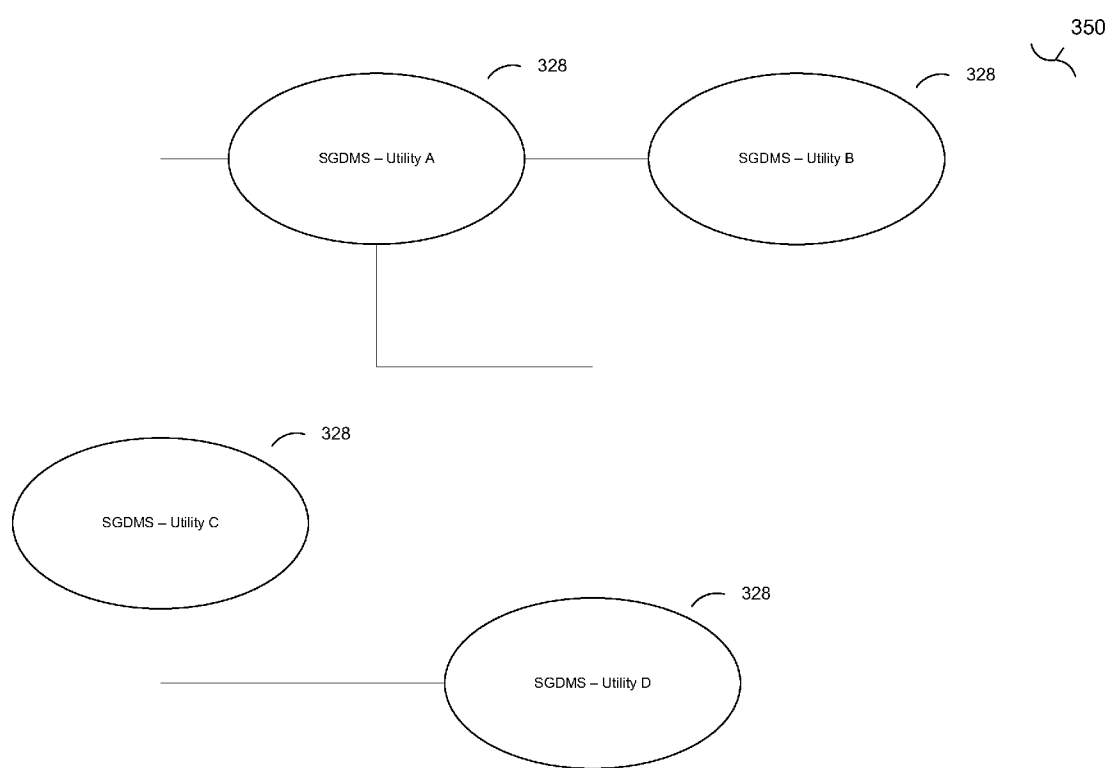 350
328
328
SGDMS – Utility A
SGDMS – Utility B
328
SGDMS – Utility C
328
SGDMS – Utility D